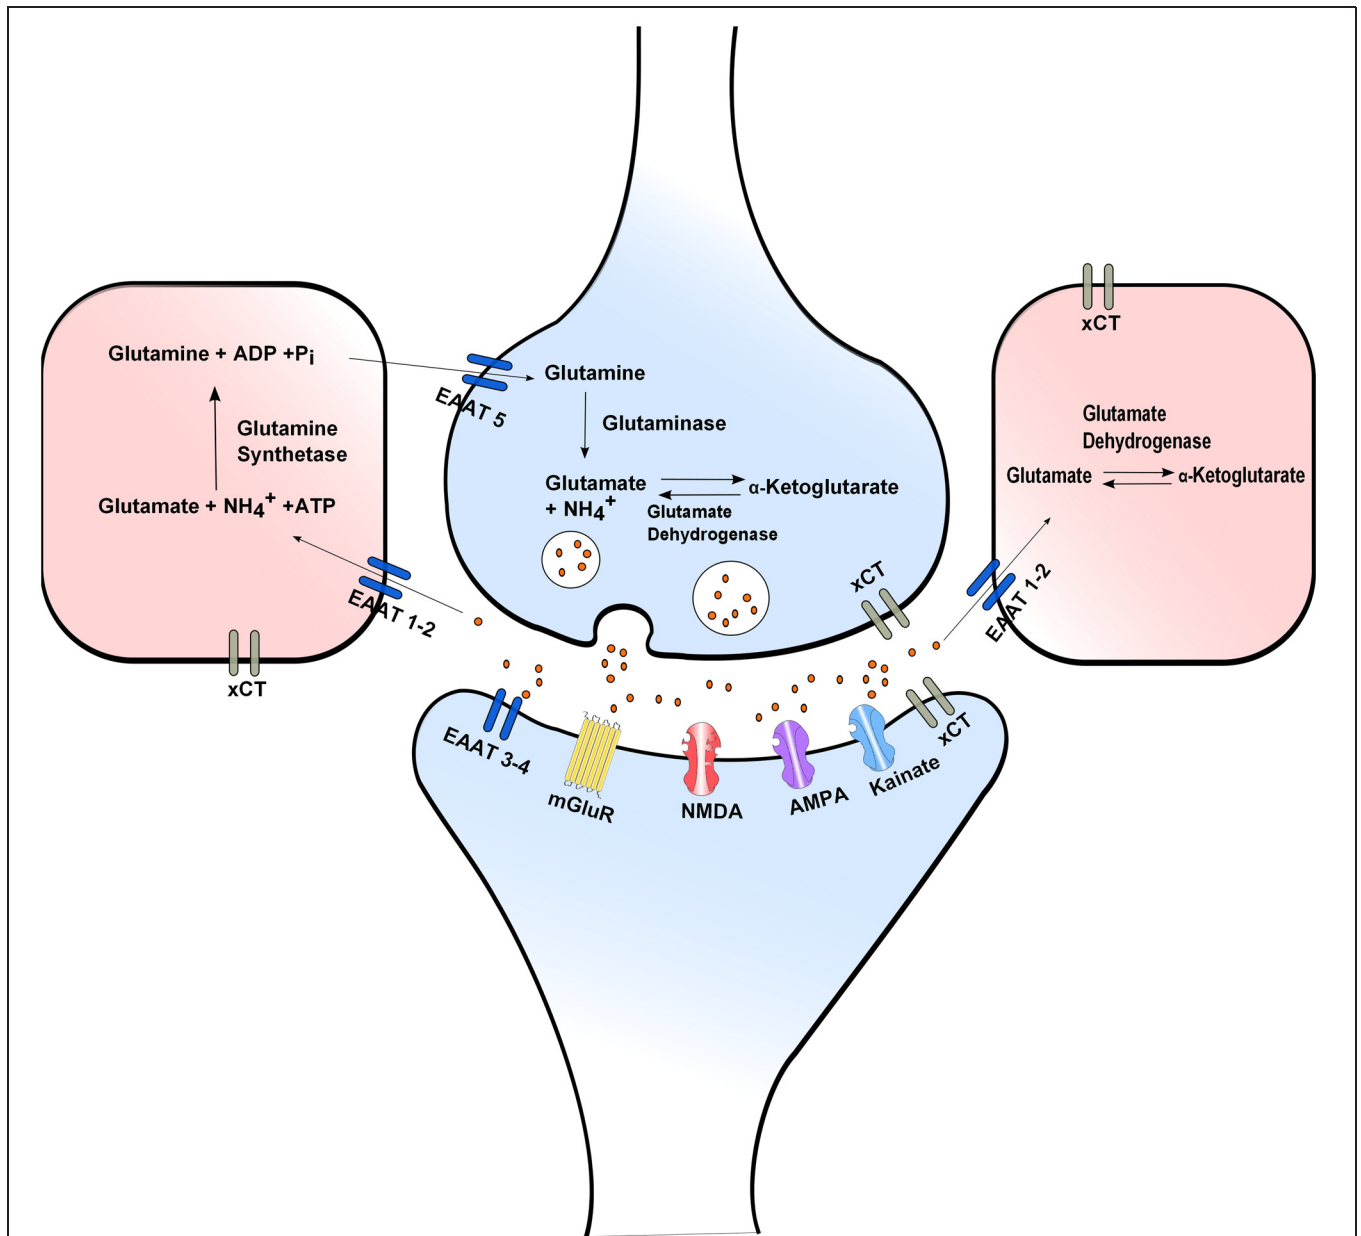 Glutamine + ADP +Pi
Glutamine
Synthetase
Glutamate + NH4+ +ATP
EAAT 1-2
xCT
EAAT 5
Glutamine
Glutaminase
Glutamate
+ NH4+
α-Ketoglutarate
Glutamate
Dehydrogenase
xCT
xCT
Glutamate
Dehydrogenase
Glutamate
α-Ketoglutarate
EAAT 1-2
EAAT 3-4
mGluR
NMDA
AMPA
Kainate
xCT